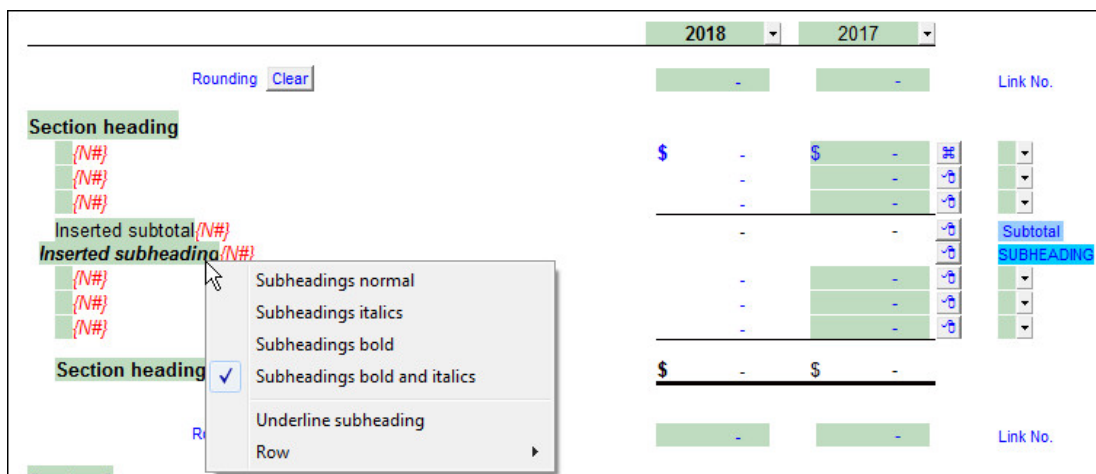 2018 2017
Rounding Clear - - Link No.
Section heading
{N#} $ - $ -
{N#} - -
{N#} - -
Inserted subtotal{N#} - - Subtotal
Inserted subheading{N#} SUBHEADING
{N#} - -
{N#} - -
{N#} - -
Section heading $ - $ -
- - Link No.
Subheadings normal
Subheadings italics
Subheadings bold
✓ Subheadings bold and italics
Underline subheading
Row